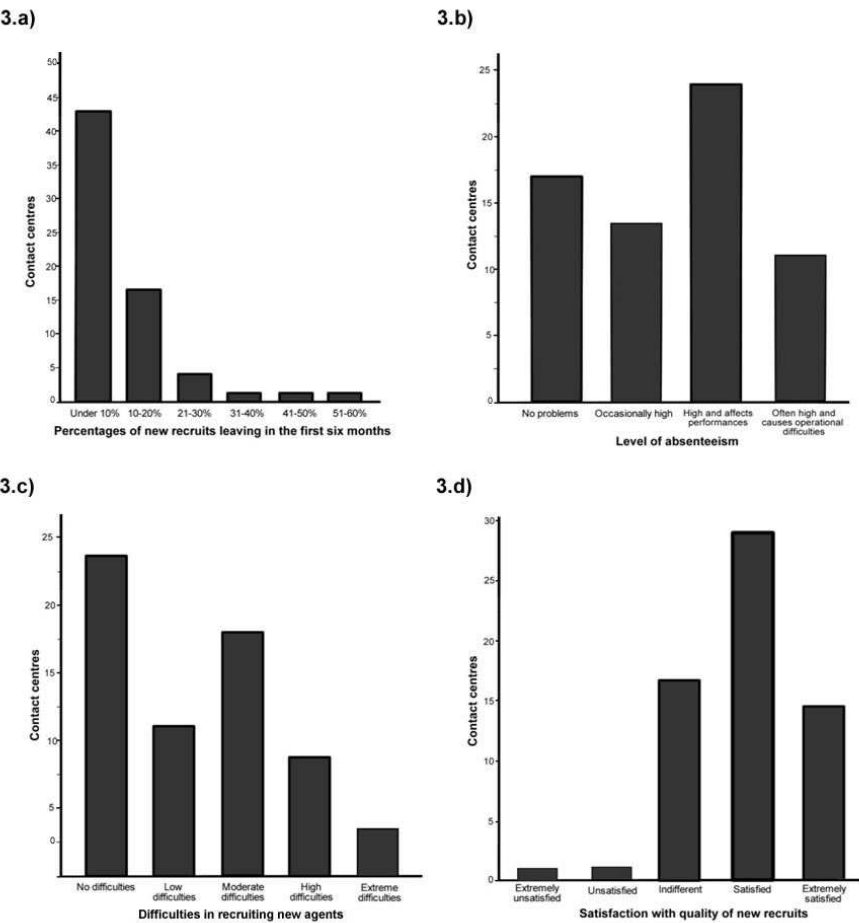 3.a)
50
45
40
35
30
25
20
15
10
5
0
Contact centres
Under 10%
10-20%
21-30%
31-40%
41-50%
51-60%
Percentages of new recruits leaving in the first six months
3.b)
25
20
15
10
5
0
Contact centres
No problems
Occasionally high
High and affects
performances
Often high and
causes operational
difficulties
Level of absenteeism
3.c)
25
20
15
10
5
0
Contact centres
No difficulties
Low
difficulties
Moderate
difficulties
High
difficulties
Extreme
difficulties
Difficulties in recruiting new agents
3.d)
30
25
20
15
10
5
0
Contact centres
Extremely
unsatisfied
Unsatisfied
Indifferent
Satisfied
Extremely
satisfied
Satisfaction with quality of new recruits